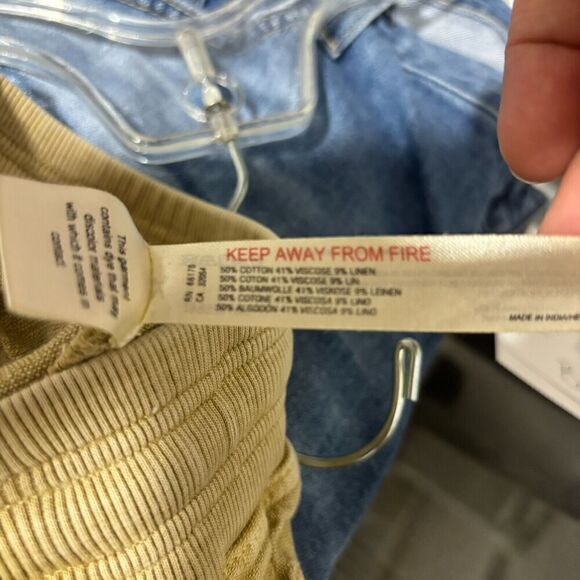 This garment
contains dye that may
discolor materials
with which it comes in
contact.
KEEP AWAY FROM FIRE
RN 66170
CA 32054
50% COTTON 41% VISCOSE 9% LINEN
50% COTON 41% VISCOSE 9% LIN
50% BAUMWOLLE 41% VISKOSE 9% LEINEN
50% COTONE 41% VISCOSA 9% LINO
50% ALGODÓN 41% VISCOSA 9% LINO
MADE IN INDIA/